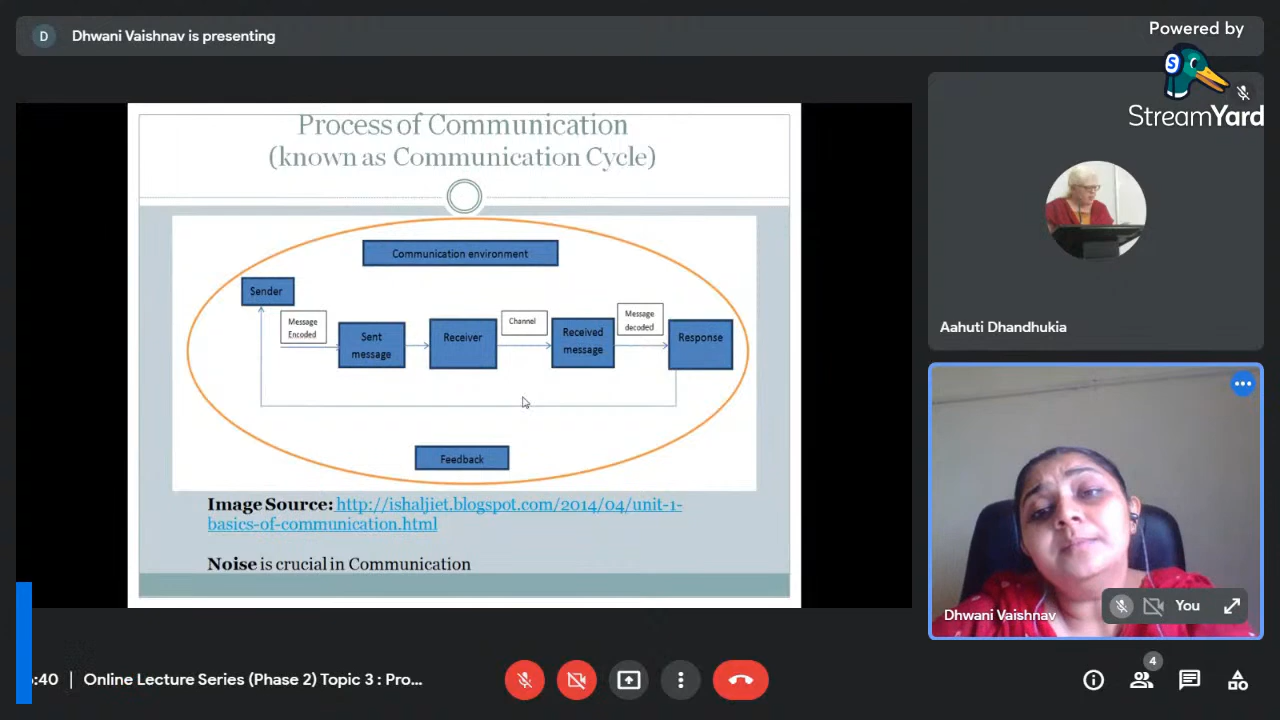 D
Dhwani Vaishnav is presenting
Powered by
S
StreamYard
Process of Communication
(known as Communication Cycle)
Communication environment
Sender
Message
Encoded
Sent
message
Receiver
Channel
Received
message
Message
decoded
Response
Feedback
Image Source: http://ishaljiet.blogspot.com/2014/04/unit-1-
basics-of-communication.html
Noise is crucial in Communication
Aahuti Dhandhukia
Dhwani Vaishnav
You
:40 | Online Lecture Series (Phase 2) Topic 3 : Pro...
4